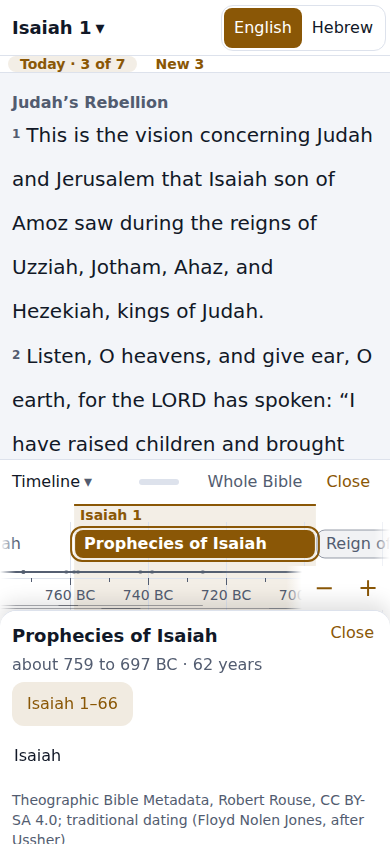 Isaiah 1 ▾
English Hebrew
Today · 3 of 7 New 3
Judah’s Rebellion
1 This is the vision concerning Judah
and Jerusalem that Isaiah son of
Amoz saw during the reigns of
Uzziah, Jotham, Ahaz, and
Hezekiah, kings of Judah.
2 Listen, O heavens, and give ear, O
earth, for the LORD has spoken: “I
have raised children and brought
Timeline ▾ Whole Bible Close
Isaiah 1
ah Prophecies of Isaiah Reign of
760 BC 740 BC 720 BC 700
− +
Prophecies of Isaiah Close
about 759 to 697 BC · 62 years
Isaiah 1–66
Isaiah
Theographic Bible Metadata, Robert Rouse, CC BY-
SA 4.0; traditional dating (Floyd Nolen Jones, after
Ussher)